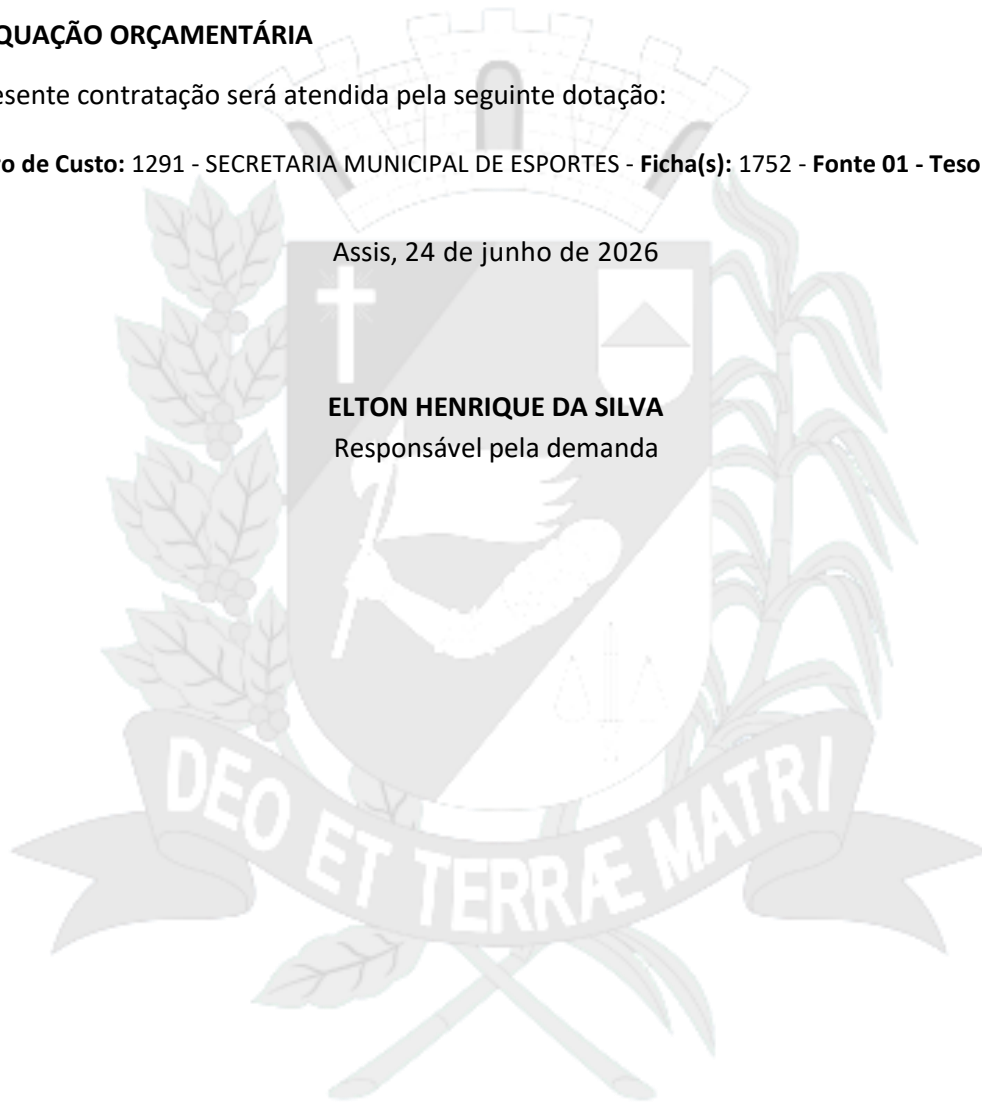 QUAÇÃO ORÇAMENTÁRIA
esente contratação será atendida pela seguinte dotação:
o de Custo: 1291 - SECRETARIA MUNICIPAL DE ESPORTES - Ficha(s): 1752 - Fonte 01 - Teso
Assis, 24 de junho de 2026
ELTON HENRIQUE DA SILVA
Responsável pela demanda
DEO ET TERRÆ MATRI